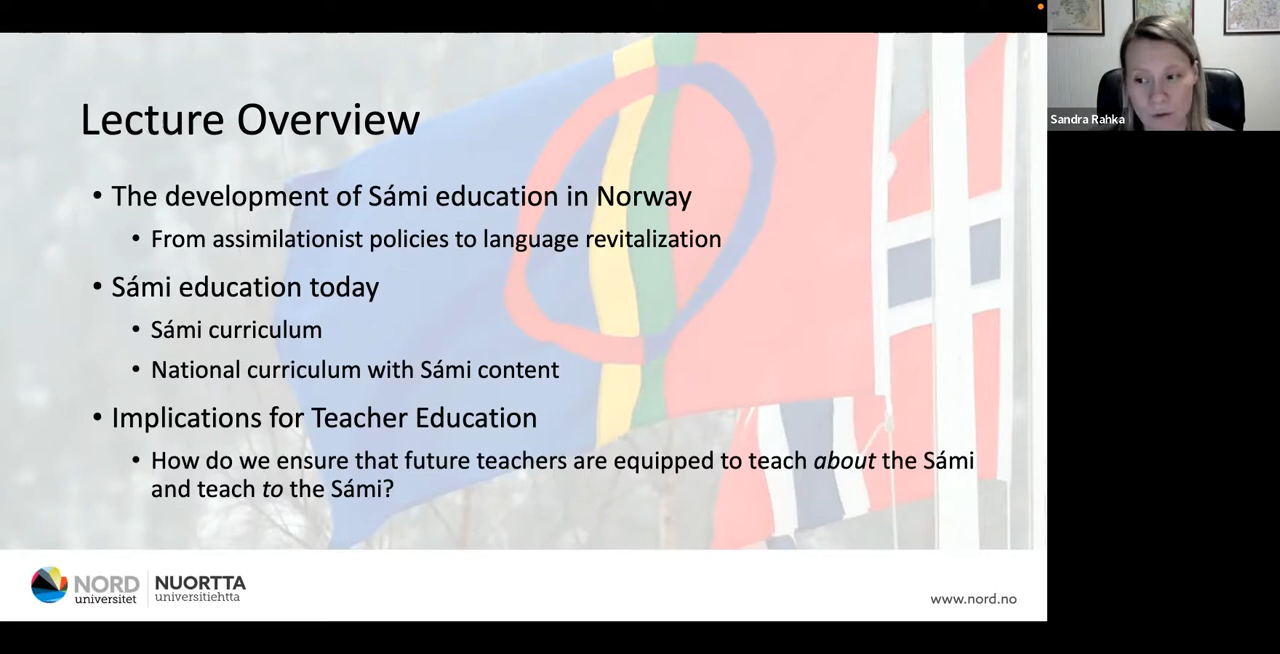 Lecture Overview
• The development of Sámi education in Norway
• From assimilationist policies to language revitalization
• Sámi education today
• Sámi curriculum
• National curriculum with Sámi content
• Implications for Teacher Education
• How do we ensure that future teachers are equipped to teach about the Sámi
and teach to the Sámi?
NORD
universitet
NUORTTA
universitiehtta
www.nord.no
Sandra Rahka